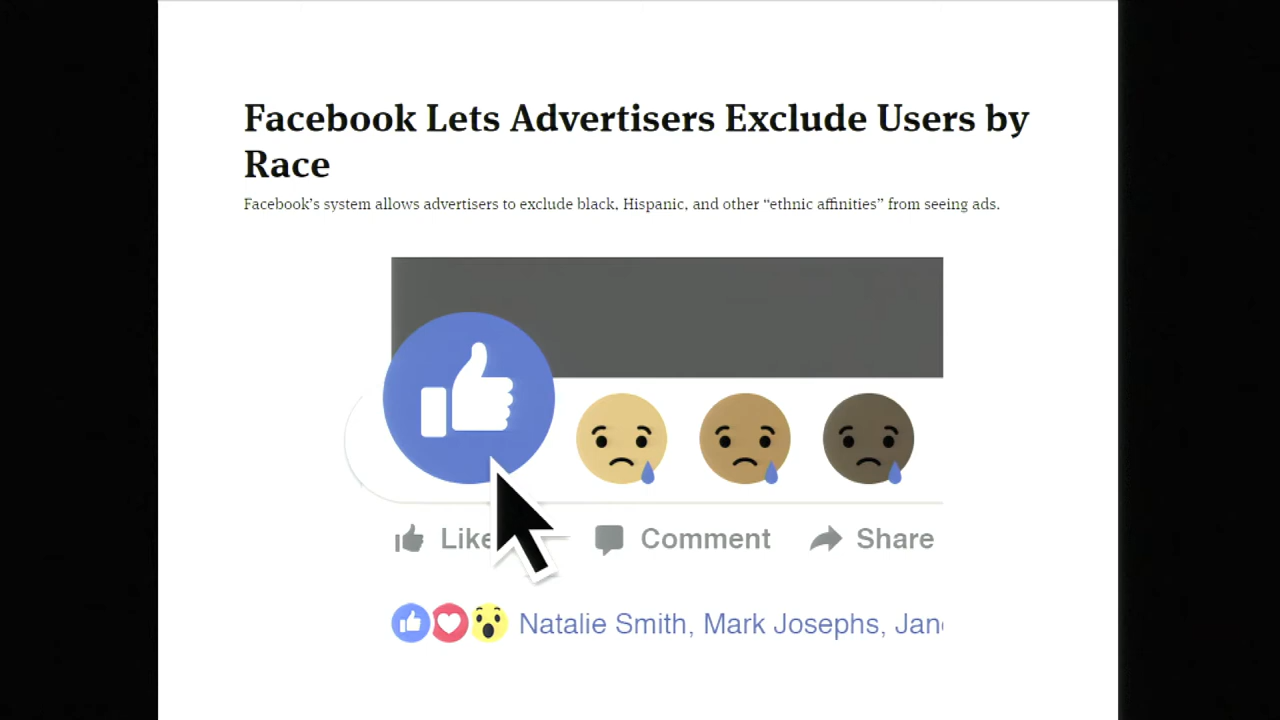 Facebook Lets Advertisers Exclude Users by
Race
Facebook's system allows advertisers to exclude black, Hispanic, and other “ethnic affinities” from seeing ads.
Like Comment Share
Natalie Smith, Mark Josephs,